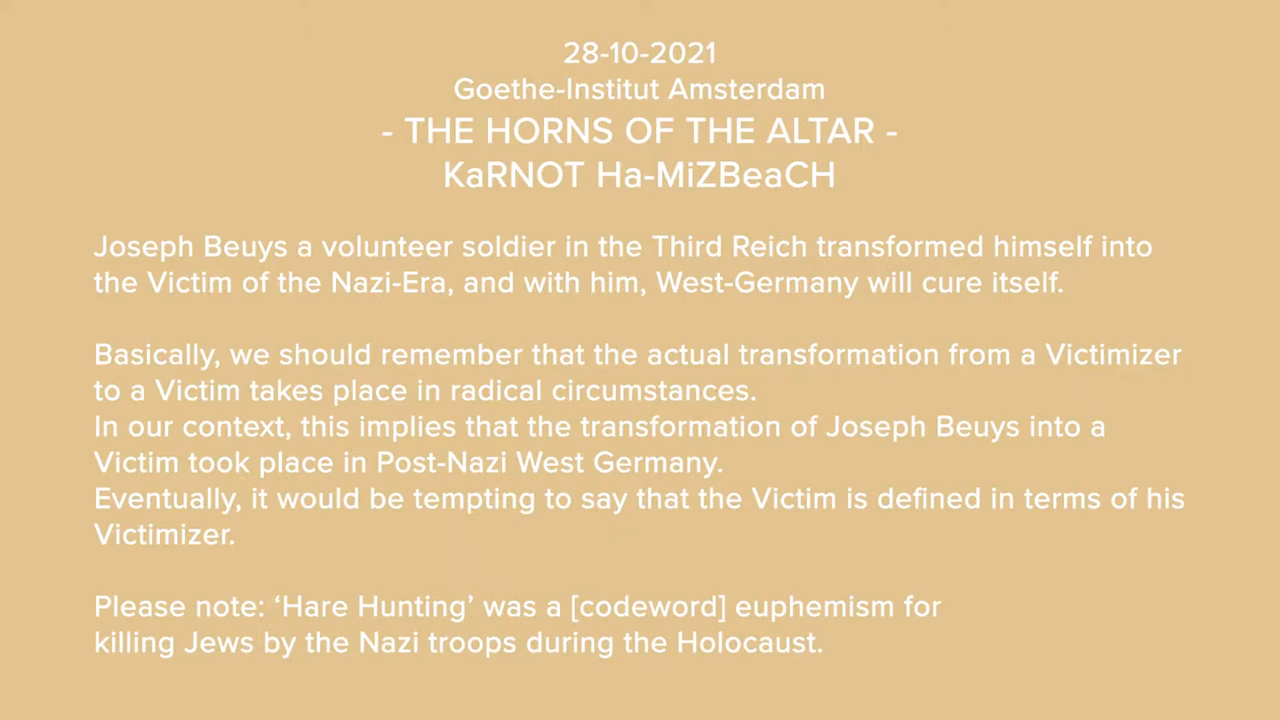 28-10-2021
Goethe-Institut Amsterdam
- THE HORNS OF THE ALTAR -
KaRNOT Ha-MiZBeaCH
Joseph Beuys a volunteer soldier in the Third Reich transformed himself into
the Victim of the Nazi-Era, and with him, West-Germany will cure itself.
Basically, we should remember that the actual transformation from a Victimizer
to a Victim takes place in radical circumstances.
In our context, this implies that the transformation of Joseph Beuys into a
Victim took place in Post-Nazi West Germany.
Eventually, it would be tempting to say that the Victim is defined in terms of his
Victimizer.
Please note: ‘Hare Hunting’ was a [codeword] euphemism for
killing Jews by the Nazi troops during the Holocaust.